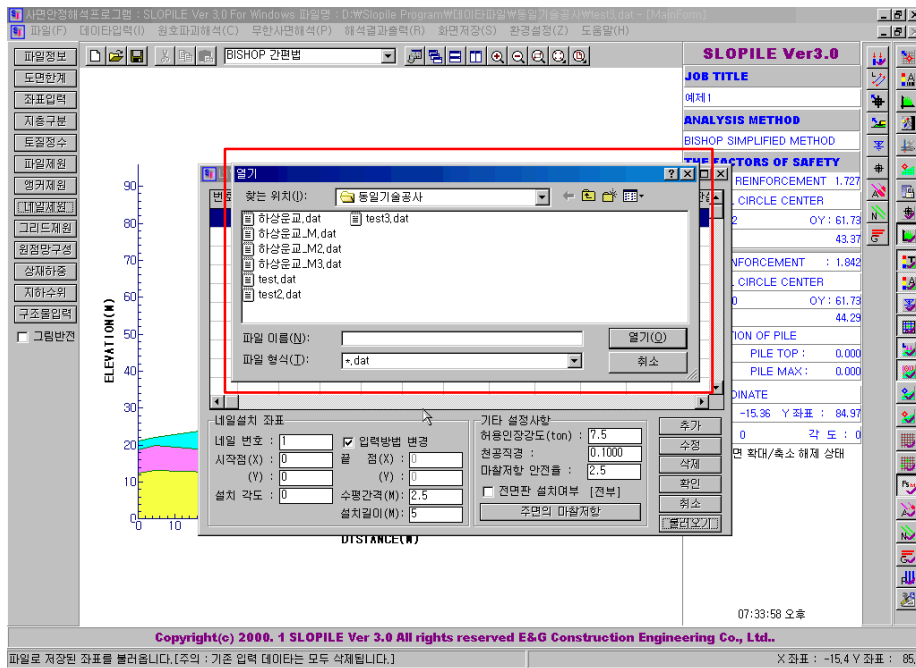 사면안정해석프로그램 : SLOPILE Ver 3,0 For Windows 파일명 : D:₩Slopile Program₩데이타파일₩동일기술공사₩test3,dat - [MainForm]
파일(F) 데이타입력(I) 원호파괴해석(C) 무한사면해석(P) 해석결과출력(R) 화면저장(S) 환경설정(Z) 도움말(H)
파일정보
BISHOP 간편법
도면한계
좌표입력
지층구분
토질정수
파일제원
앵커제원
네일제원
그리드제원
원점망구성
상재하중
지하수위
구조물입력
그림반전
ELEVATION(M)
90
80
70
60
50
40
30
20
10
0
0 10
DISTANCE(M)
번호
열기
찾는 위치(I):
동일기술공사
하상운교,dat
하상운교_M,dat
하상운교_M2,dat
하상운교_M3,dat
test,dat
test2,dat
test3,dat
파일 이름(N):
열기(O)
파일 형식(T):
*,dat
취소
네일설치 좌표
네일 번호 : 1
입력방법 변경
시작점(X) : 0
끝 점(X) : 0
(Y) : 0
(Y) : 0
설치 각도 : 0
수평간격(M): 2.5
설치길이(M): 5
기타 설정사항
허용인장강도(ton) : 7.5
천공직경 : 0.1000
마찰저항 안전율 : 2.5
전면판 설치여부 [전부]
주면의 마찰저항
추가
수정
삭제
확인
취소
불러오기
SLOPILE Ver3.0
JOB TITLE
예제1
ANALYSIS METHOD
BISHOP SIMPLIFIED METHOD
THE FACTORS OF SAFETY
REINFORCEMENT 1.727
CIRCLE CENTER
2 OY : 61.73
43.37
NFORCEMENT : 1.842
CIRCLE CENTER
0 OY : 61.73
44.29
ION OF PILE
PILE TOP : 0.000
PILE MAX : 0.000
DINATE
-15.36 Y 좌표 : 84.97
0 각 도 : 0
면 확대/축소 해제 상태
07:33:58 오후
Copyright(c) 2000. 1 SLOPILE Ver 3.0 All rights reserved E&G Construction Engineering Co., Ltd..
파일로 저장된 좌표를 불러옵니다.[주의 : 기존 입력 데이타는 모두 삭제됩니다.]
X 좌표 : -15,4 Y 좌표 : 85,